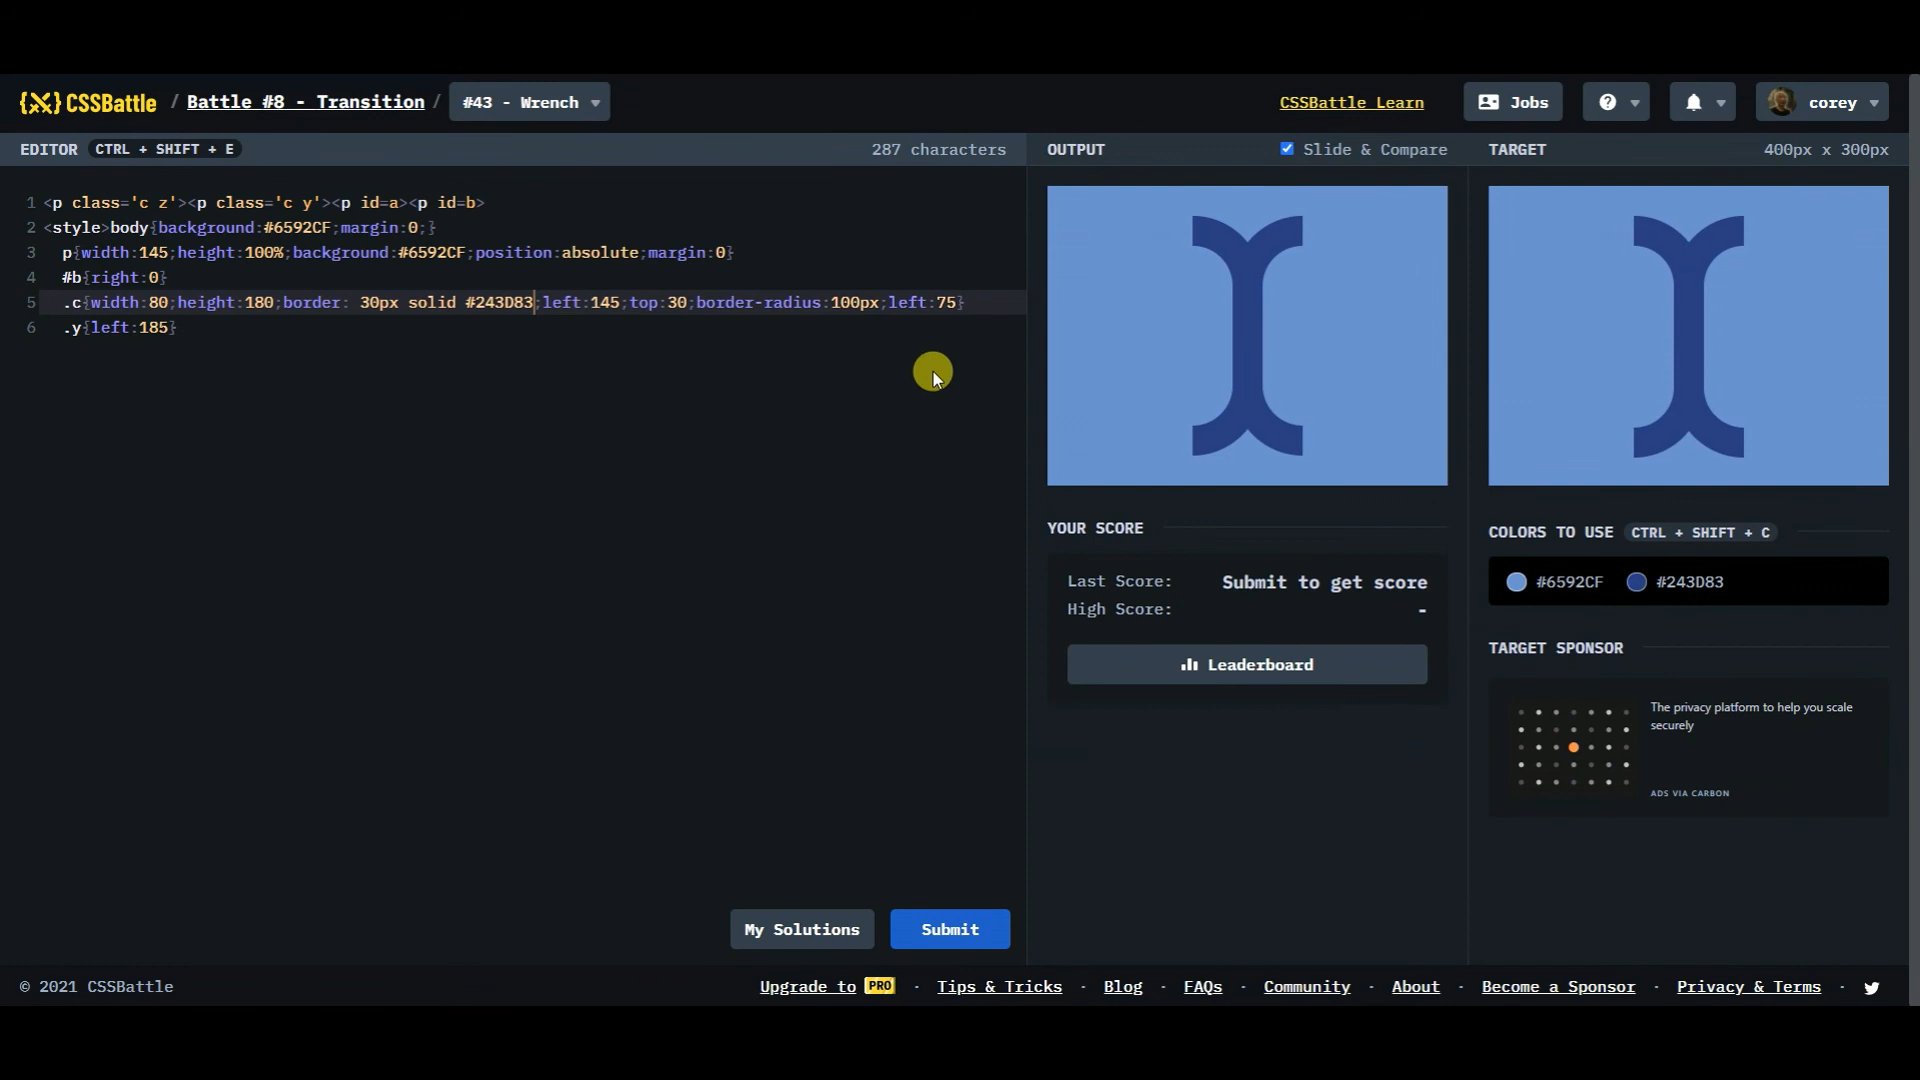 {X} CSSBattle / Battle #8 - Transition / #43 - Wrench
CSSBattle Learn
Jobs
corey
EDITOR CTRL + SHIFT + E
287 characters
OUTPUT
Slide & Compare
TARGET
400px x 300px
1 <p class='c z'><p class='c y'><p id=a><p id=b>
2 <style>body{background:#6592CF;margin:0;}
3 p{width:145;height:100%;background:#6592CF;position:absolute;margin:0}
4 #b{right:0}
5 .c{width:80;height:180;border: 30px solid #243D83;left:145;top:30;border-radius:100px;left:75}
6 .y{left:185}
YOUR SCORE
Last Score: Submit to get score
High Score: -
Leaderboard
COLORS TO USE CTRL + SHIFT + C
#6592CF #243D83
TARGET SPONSOR
The privacy platform to help you scale
securely
ADS VIA CARBON
My Solutions
Submit
© 2021 CSSBattle
Upgrade to PRO · Tips & Tricks · Blog · FAQs · Community · About · Become a Sponsor · Privacy & Terms ·